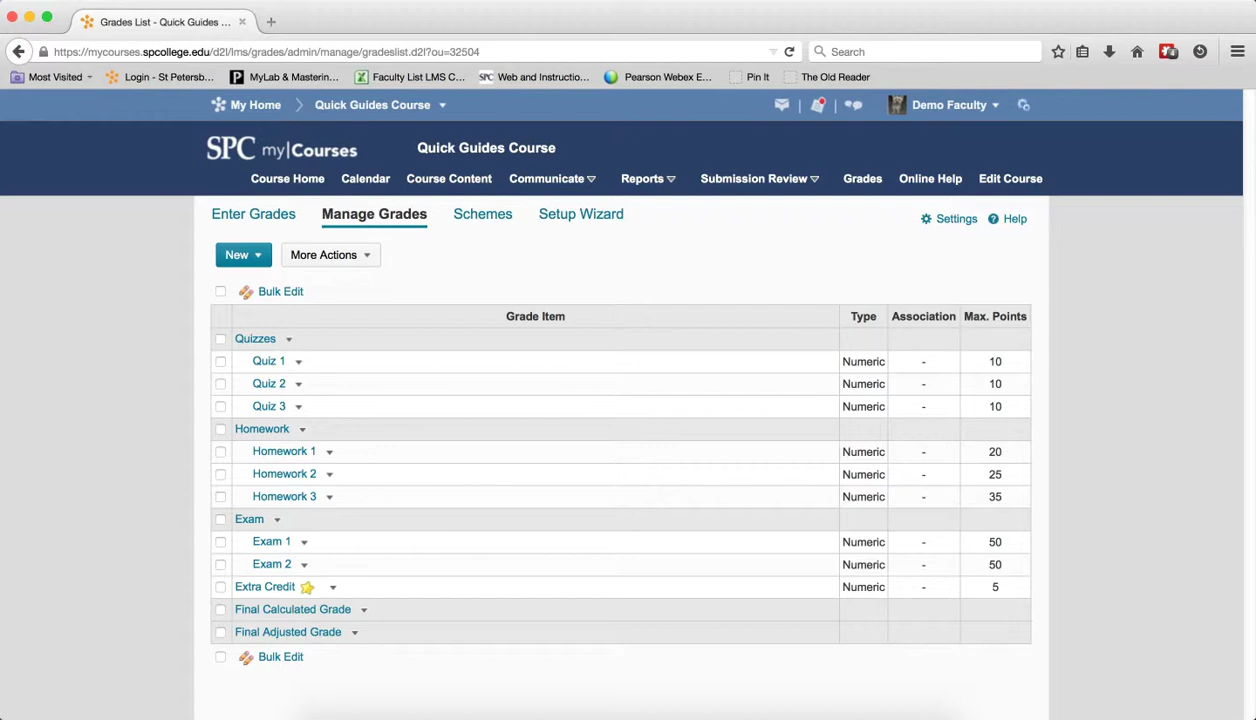 Grades List - Quick Guides ...
https://mycourses.spcollege.edu/d2l/lms/grades/admin/manage/gradeslist.d2l?ou=32504
Search
Most Visited
Login - St Petersb...
MyLab & Mastering...
Faculty List LMS C...
SPC Web and Instructio...
Pearson Webex E...
Pin It
The Old Reader
My Home
Quick Guides Course
Demo Faculty
SPC my|Courses
Quick Guides Course
Course Home
Calendar
Course Content
Communicate
Reports
Submission Review
Grades
Online Help
Edit Course
Enter Grades
Manage Grades
Schemes
Setup Wizard
Settings
Help
New
More Actions
Bulk Edit
Grade Item Type Association Max. Points
Quizzes
Quiz 1 Numeric - 10
Quiz 2 Numeric - 10
Quiz 3 Numeric - 10
Homework
Homework 1 Numeric - 20
Homework 2 Numeric - 25
Homework 3 Numeric - 35
Exam
Exam 1 Numeric - 50
Exam 2 Numeric - 50
Extra Credit Numeric - 5
Final Calculated Grade
Final Adjusted Grade
Bulk Edit